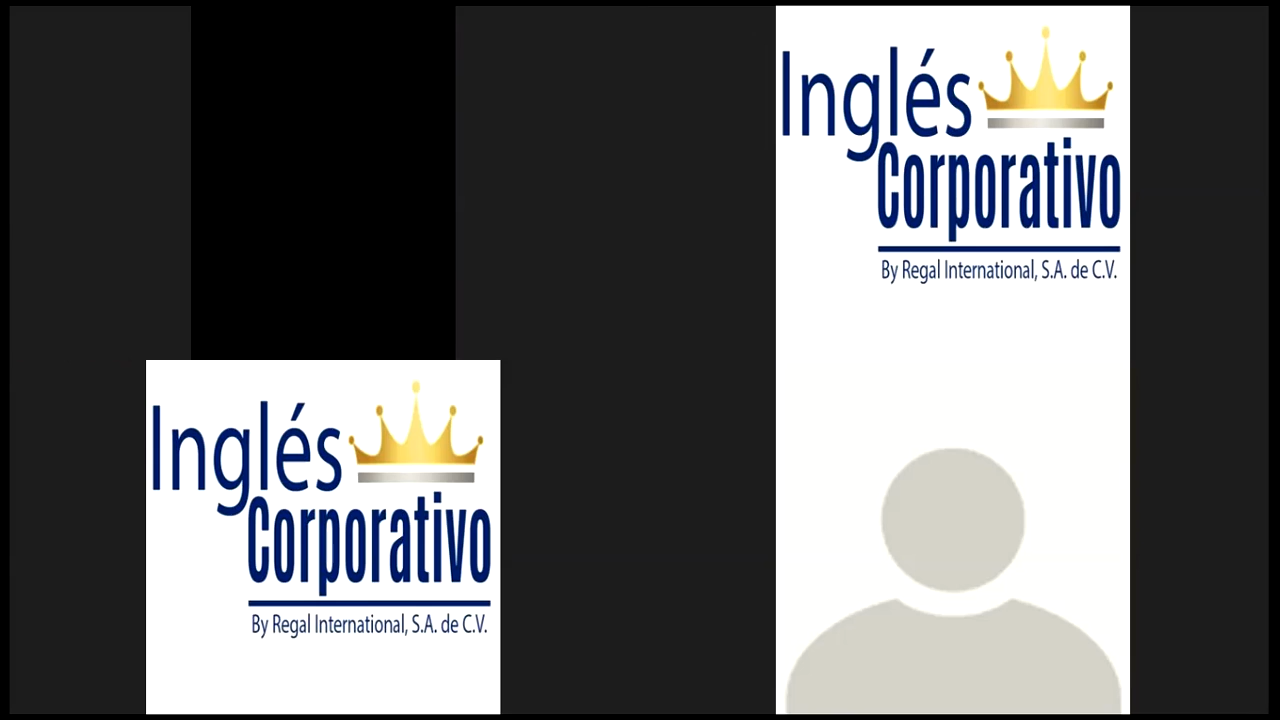 Inglés
Corporativo
By Regal International, S.A. de C.V.
Inglés
Corporativo
By Regal International, S.A. de C.V.